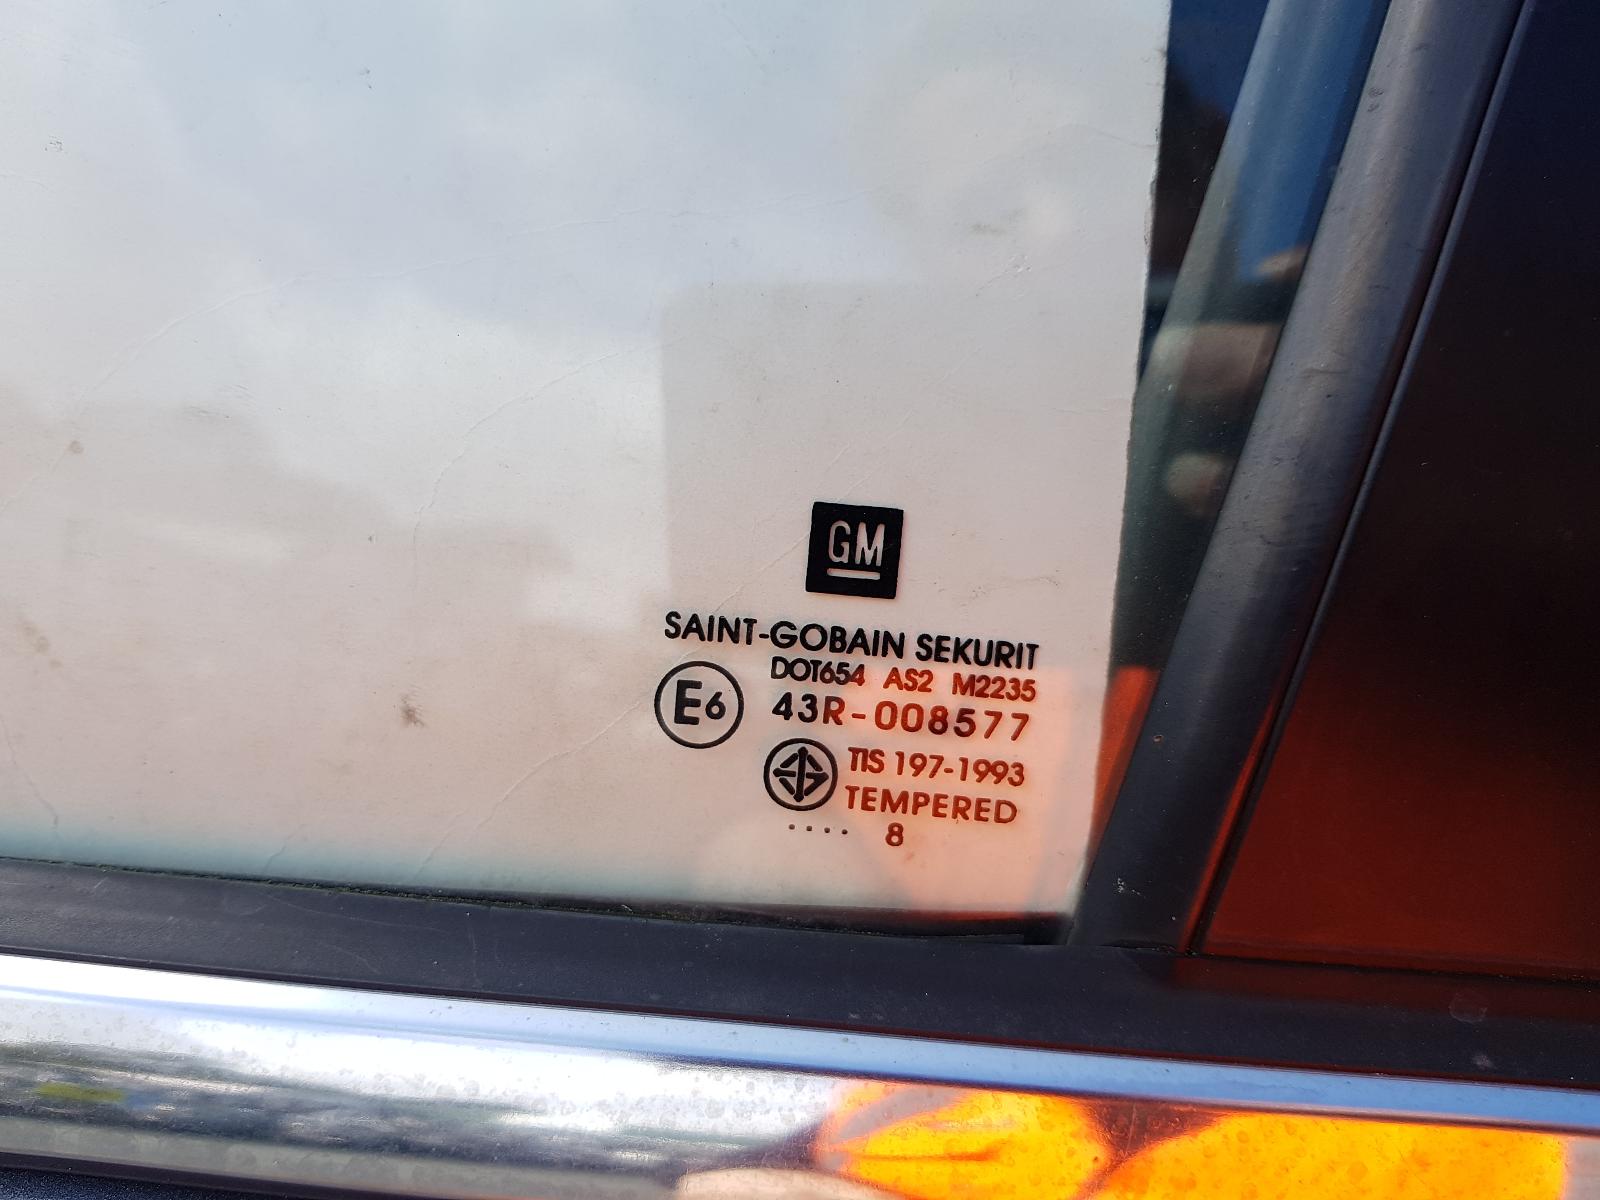 GM
SAINT-GOBAIN SEKURIT
DOT654 AS2 M2235
E6 43R-008577
TIS 197-1993
TEMPERED
.... 8